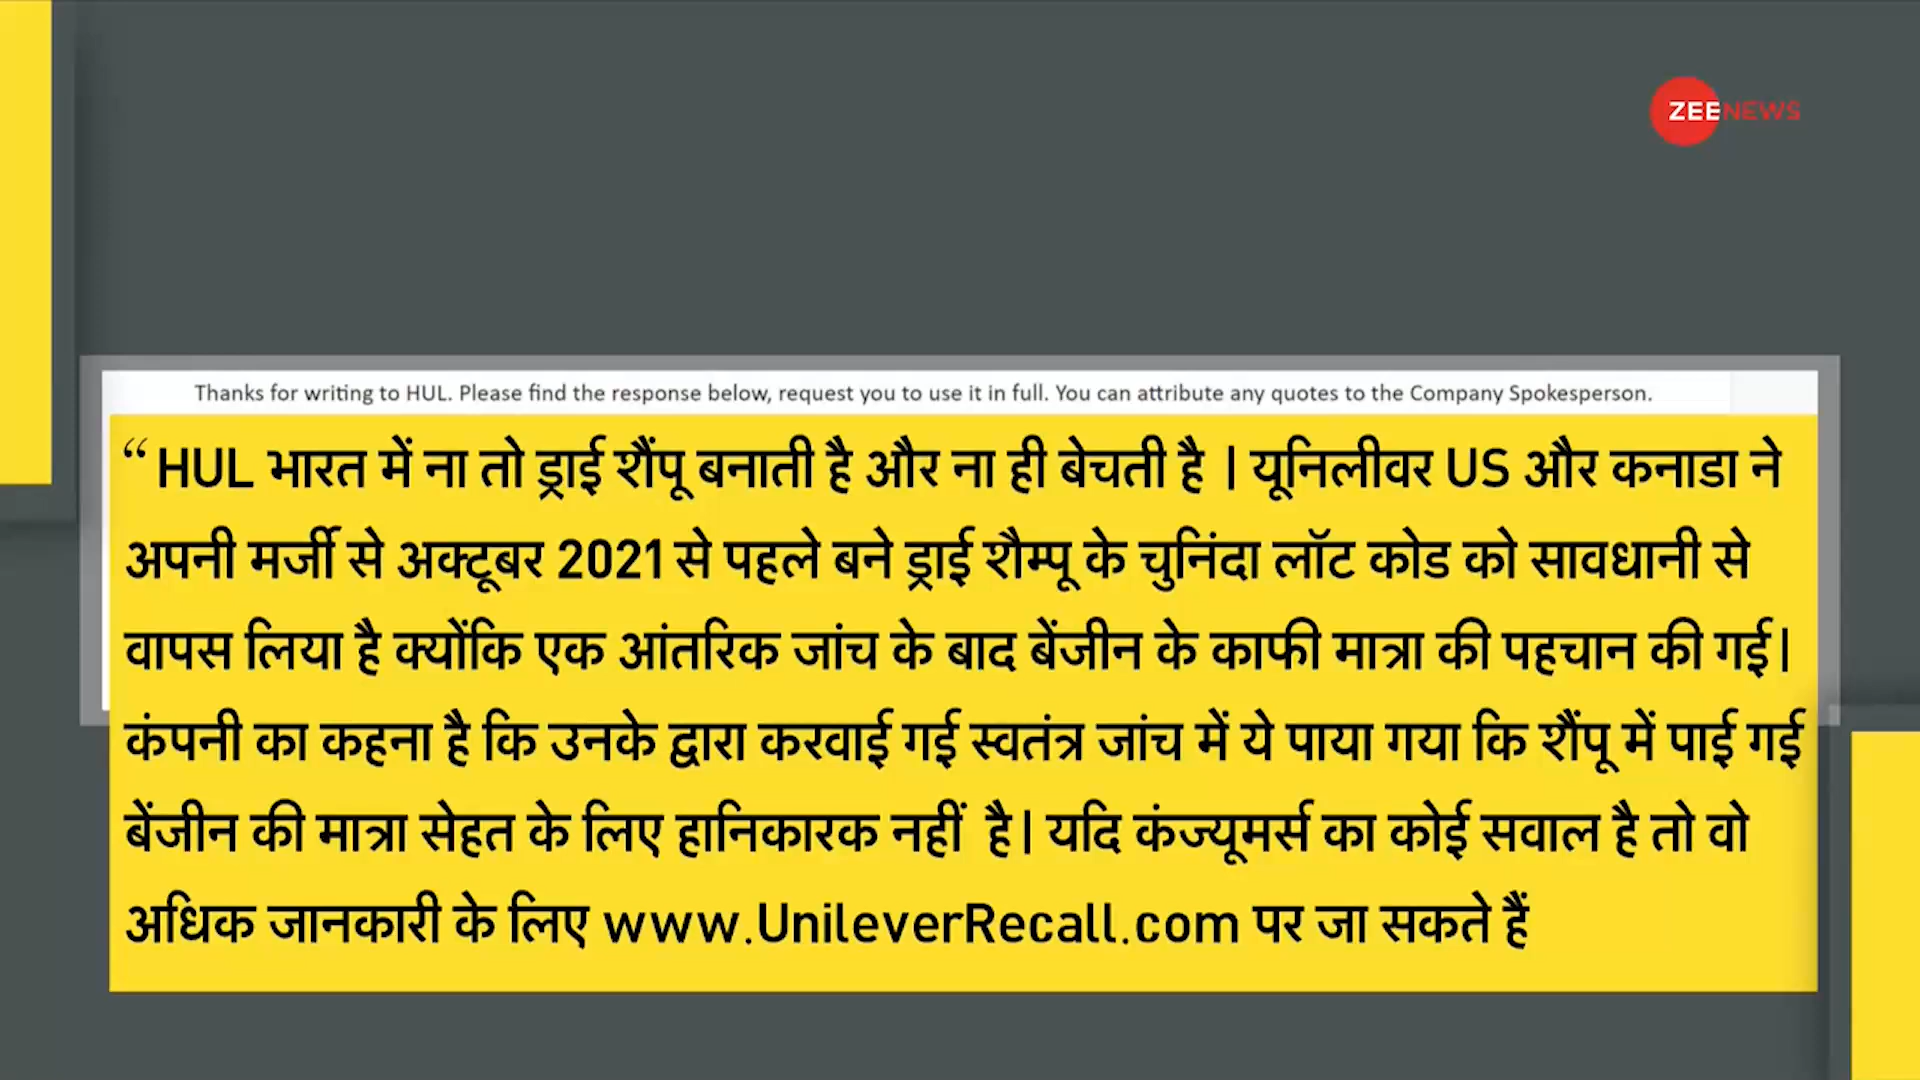 ZEENEWS
Thanks for writing to HUL. Please find the response below, request you to use it in full. You can attribute any quotes to the Company Spokesperson.
“ HUL भारत में ना तो ड्राई शैंपू बनाती है और ना ही बेचती है । यूनिलीवर US और कनाडा ने
अपनी मर्जी से अक्टूबर 2021 से पहले बने ड्राई शैम्पू के चुनिंदा लॉट कोड को सावधानी से
वापस लिया है क्योंकि एक आंतरिक जांच के बाद बेंजीन के काफी मात्रा की पहचान की गई।
कंपनी का कहना है कि उनके द्वारा करवाई गई स्वतंत्र जांच में ये पाया गया कि शैंपू में पाई गई
बेंजीन की मात्रा सेहत के लिए हानिकारक नहीं है। यदि कंज्यूमर्स का कोई सवाल है तो वो
अधिक जानकारी के लिए www.UnileverRecall.com पर जा सकते हैं